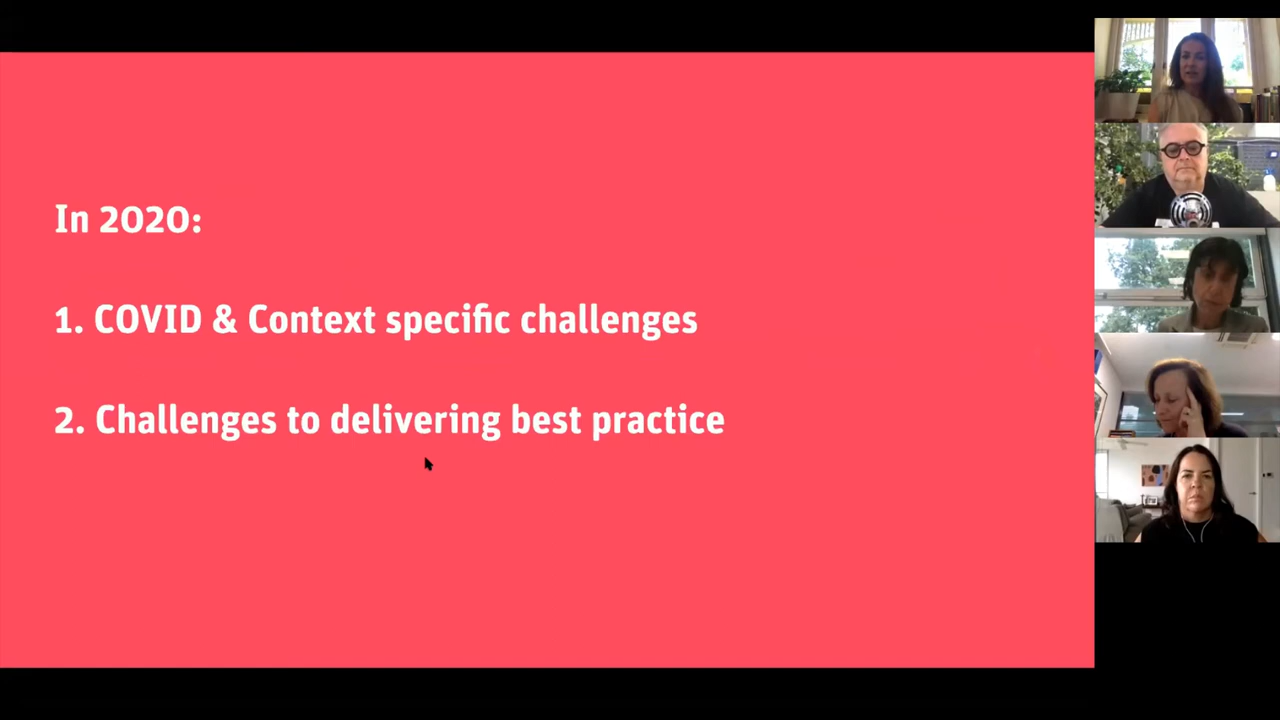 In 2020:
1. COVID & Context specific challenges
2. Challenges to delivering best practice